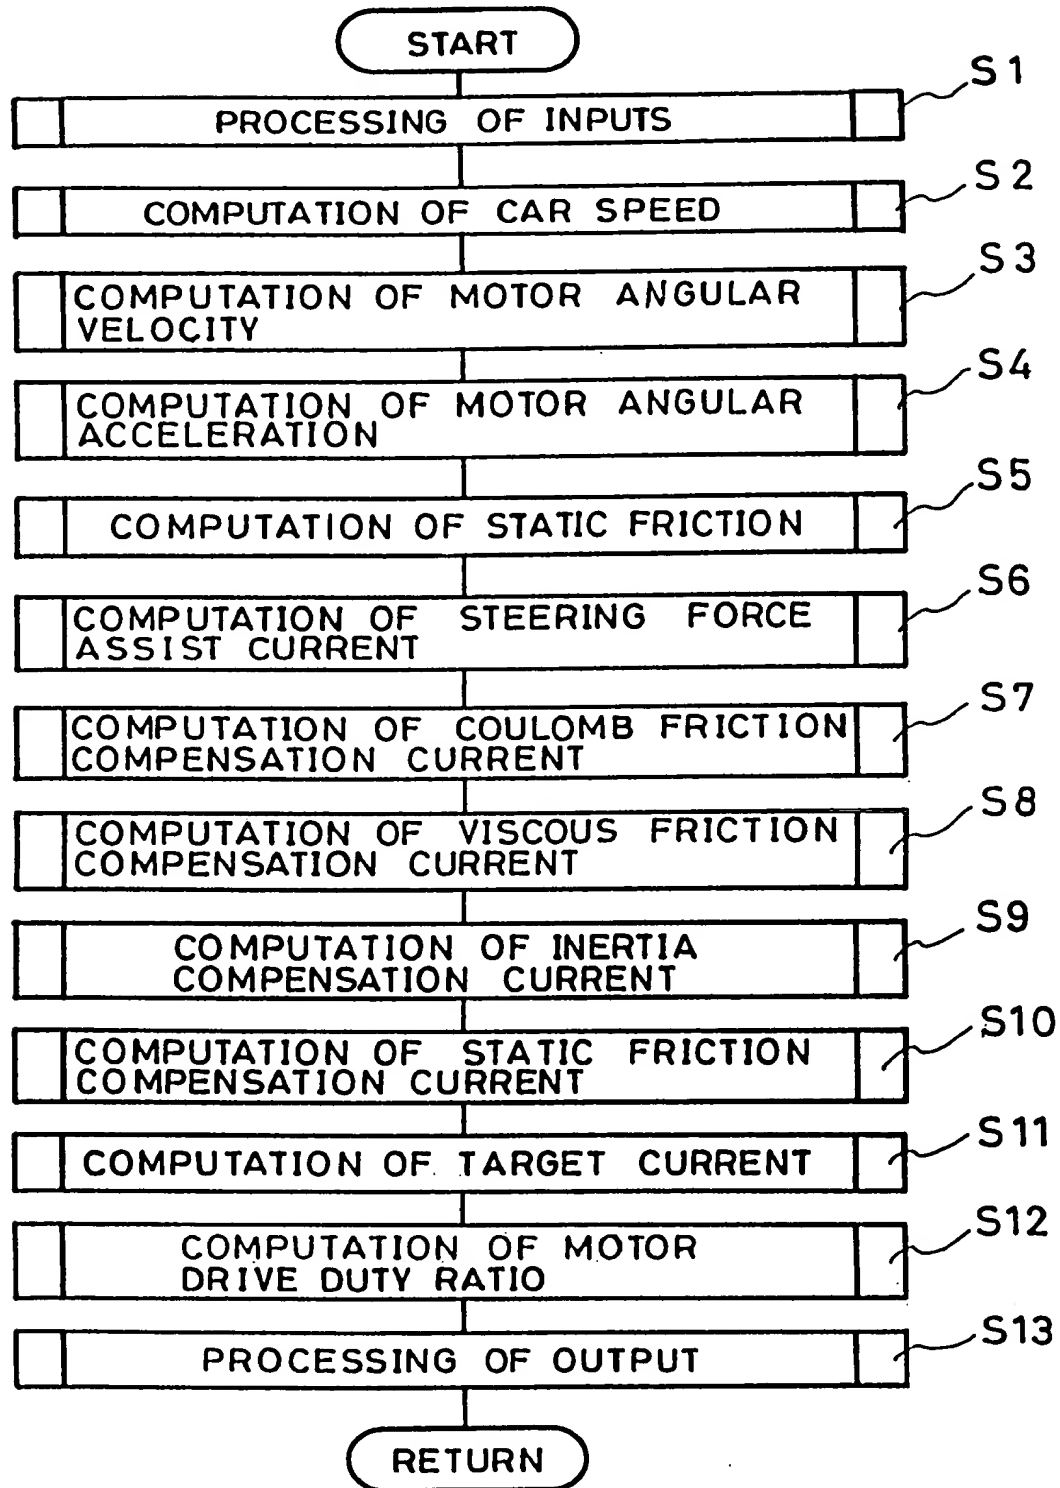 START
S1
PROCESSING OF INPUTS
S2
COMPUTATION OF CAR SPEED
S3
COMPUTATION OF MOTOR ANGULAR
VELOCITY
S4
COMPUTATION OF MOTOR ANGULAR
ACCELERATION
S5
COMPUTATION OF STATIC FRICTION
S6
COMPUTATION OF STEERING FORCE
ASSIST CURRENT
S7
COMPUTATION OF COULOMB FRICTION
COMPENSATION CURRENT
S8
COMPUTATION OF VISCOUS FRICTION
COMPENSATION CURRENT
S9
COMPUTATION OF INERTIA
COMPENSATION CURRENT
S10
COMPUTATION OF STATIC FRICTION
COMPENSATION CURRENT
S11
COMPUTATION OF TARGET CURRENT
S12
COMPUTATION OF MOTOR
DRIVE DUTY RATIO
S13
PROCESSING OF OUTPUT
RETURN